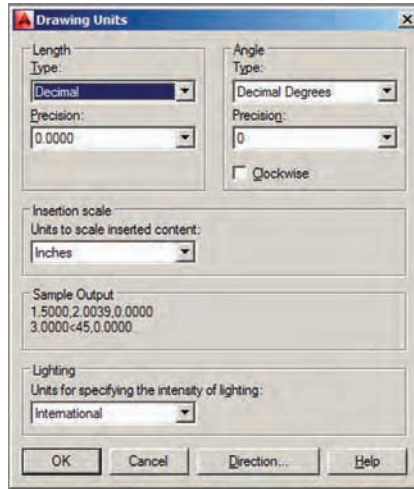 Drawing Units
Length
Type:
Decimal
Precision:
0.0000
Angle
Type:
Decimal Degrees
Precision:
0
Clockwise
Insertion scale
Units to scale inserted content:
Inches
Sample Output
1.5000,2.0039,0.0000
3.0000<45,0.0000
Lighting
Units for specifying the intensity of lighting:
International
OK Cancel Direction... Help